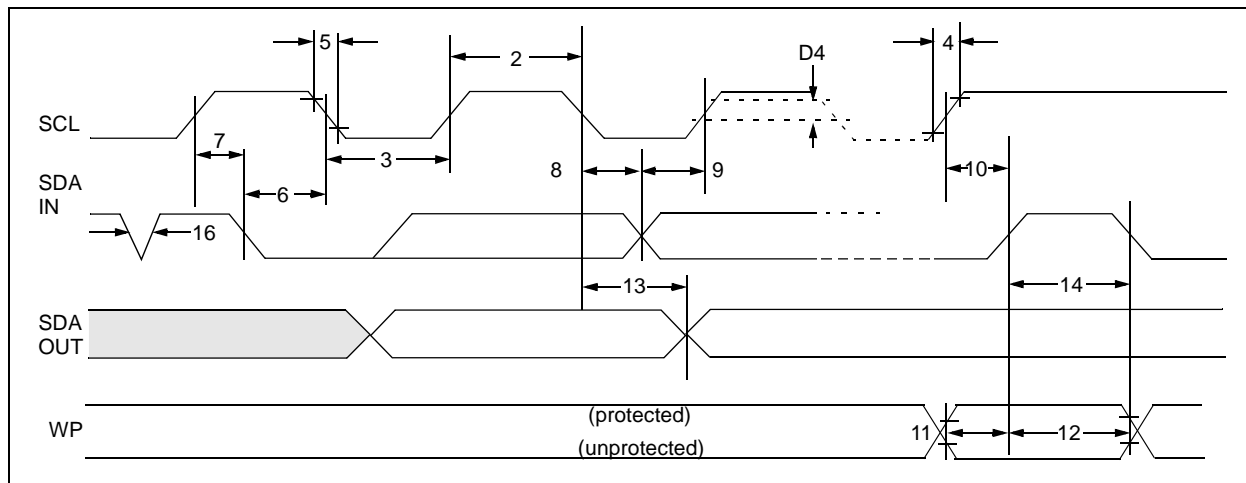 5
2
D4
4
SCL
7
3
8
9
10
SDA
IN
6
16
13
14
SDA
OUT
WP
(protected)
(unprotected)
11
12